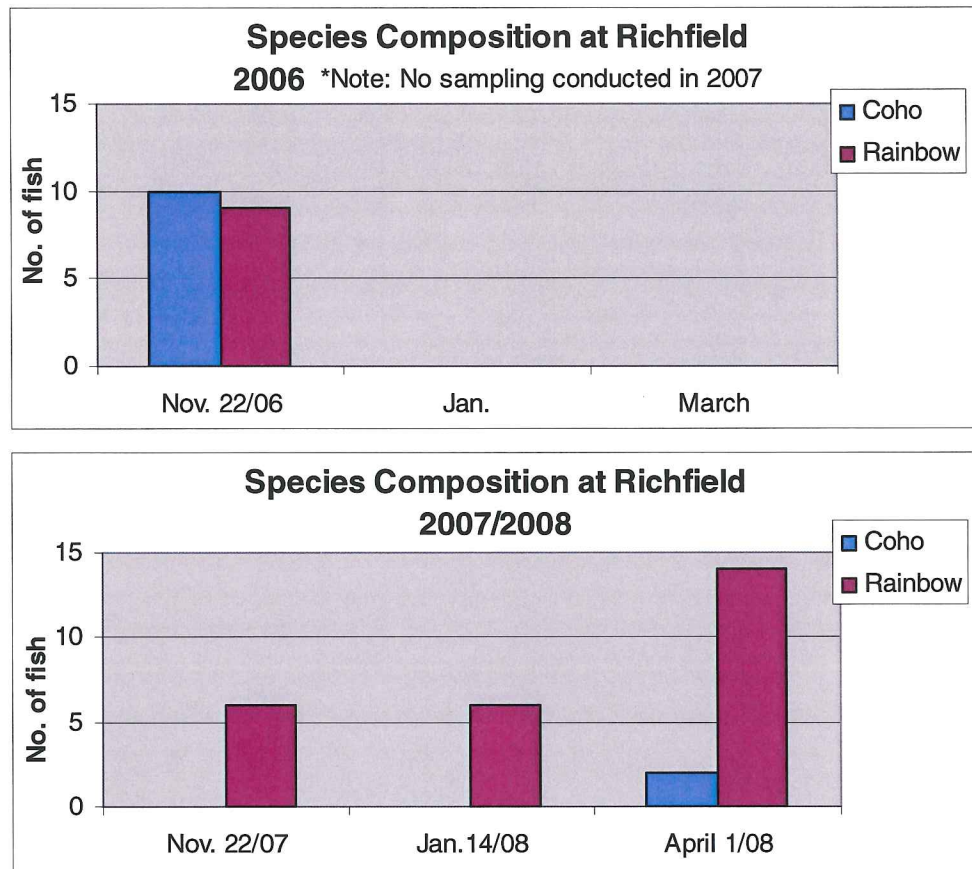 Species Composition at Richfield
2006 *Note: No sampling conducted in 2007
15
10
5
0
No. of fish
Nov. 22/06 Jan. March
Coho
Rainbow
Species Composition at Richfield
2007/2008
15
10
5
0
No. of fish
Nov. 22/07 Jan.14/08 April 1/08
Coho
Rainbow